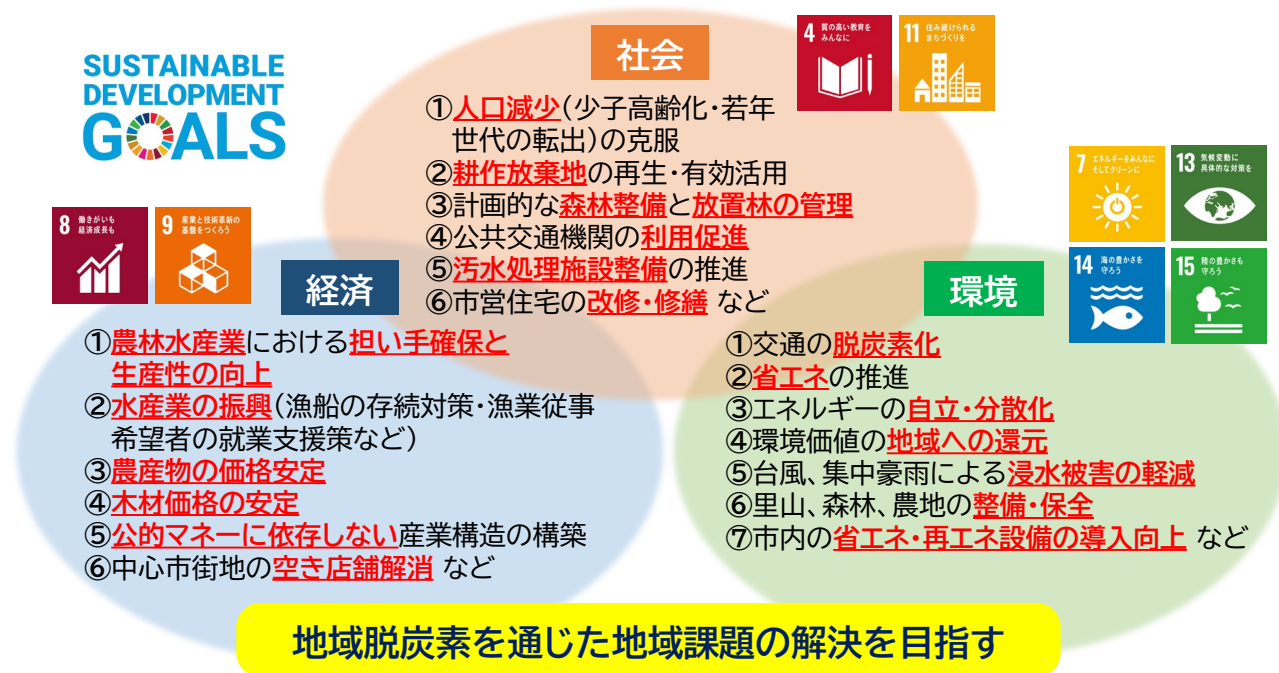 SUSTAINABLE
DEVELOPMENT
GOALS
社会
4 質の高い教育を
みんなに
11 住み続けられる
まちづくりを
①人口減少(少子高齢化・若年
世代の転出)の克服
②耕作放棄地の再生・有効活用
③計画的な森林整備と放置林の管理
④公共交通機関の利用促進
⑤汚水処理施設整備の推進
⑥市営住宅の改修・修繕 など
8 働きがいも
経済成長も
9 産業と技術革新の
基盤をつくろう
経済
①農林水産業における担い手確保と
生産性の向上
②水産業の振興(漁船の存続対策・漁業従事
希望者の就業支援策など)
③農産物の価格安定
④木材価格の安定
⑤公的マネーに依存しない産業構造の構築
⑥中心市街地の空き店舗解消 など
7 エネルギーをみんなに
そしてクリーンに
13 気候変動に
具体的な対策を
14 海の豊かさを
守ろう
15 陸の豊かさも
守ろう
環境
①交通の脱炭素化
②省エネの推進
③エネルギーの自立・分散化
④環境価値の地域への還元
⑤台風、集中豪雨による浸水被害の軽減
⑥里山、森林、農地の整備・保全
⑦市内の省エネ・再エネ設備の導入向上 など
地域脱炭素を通じた地域課題の解決を目指す